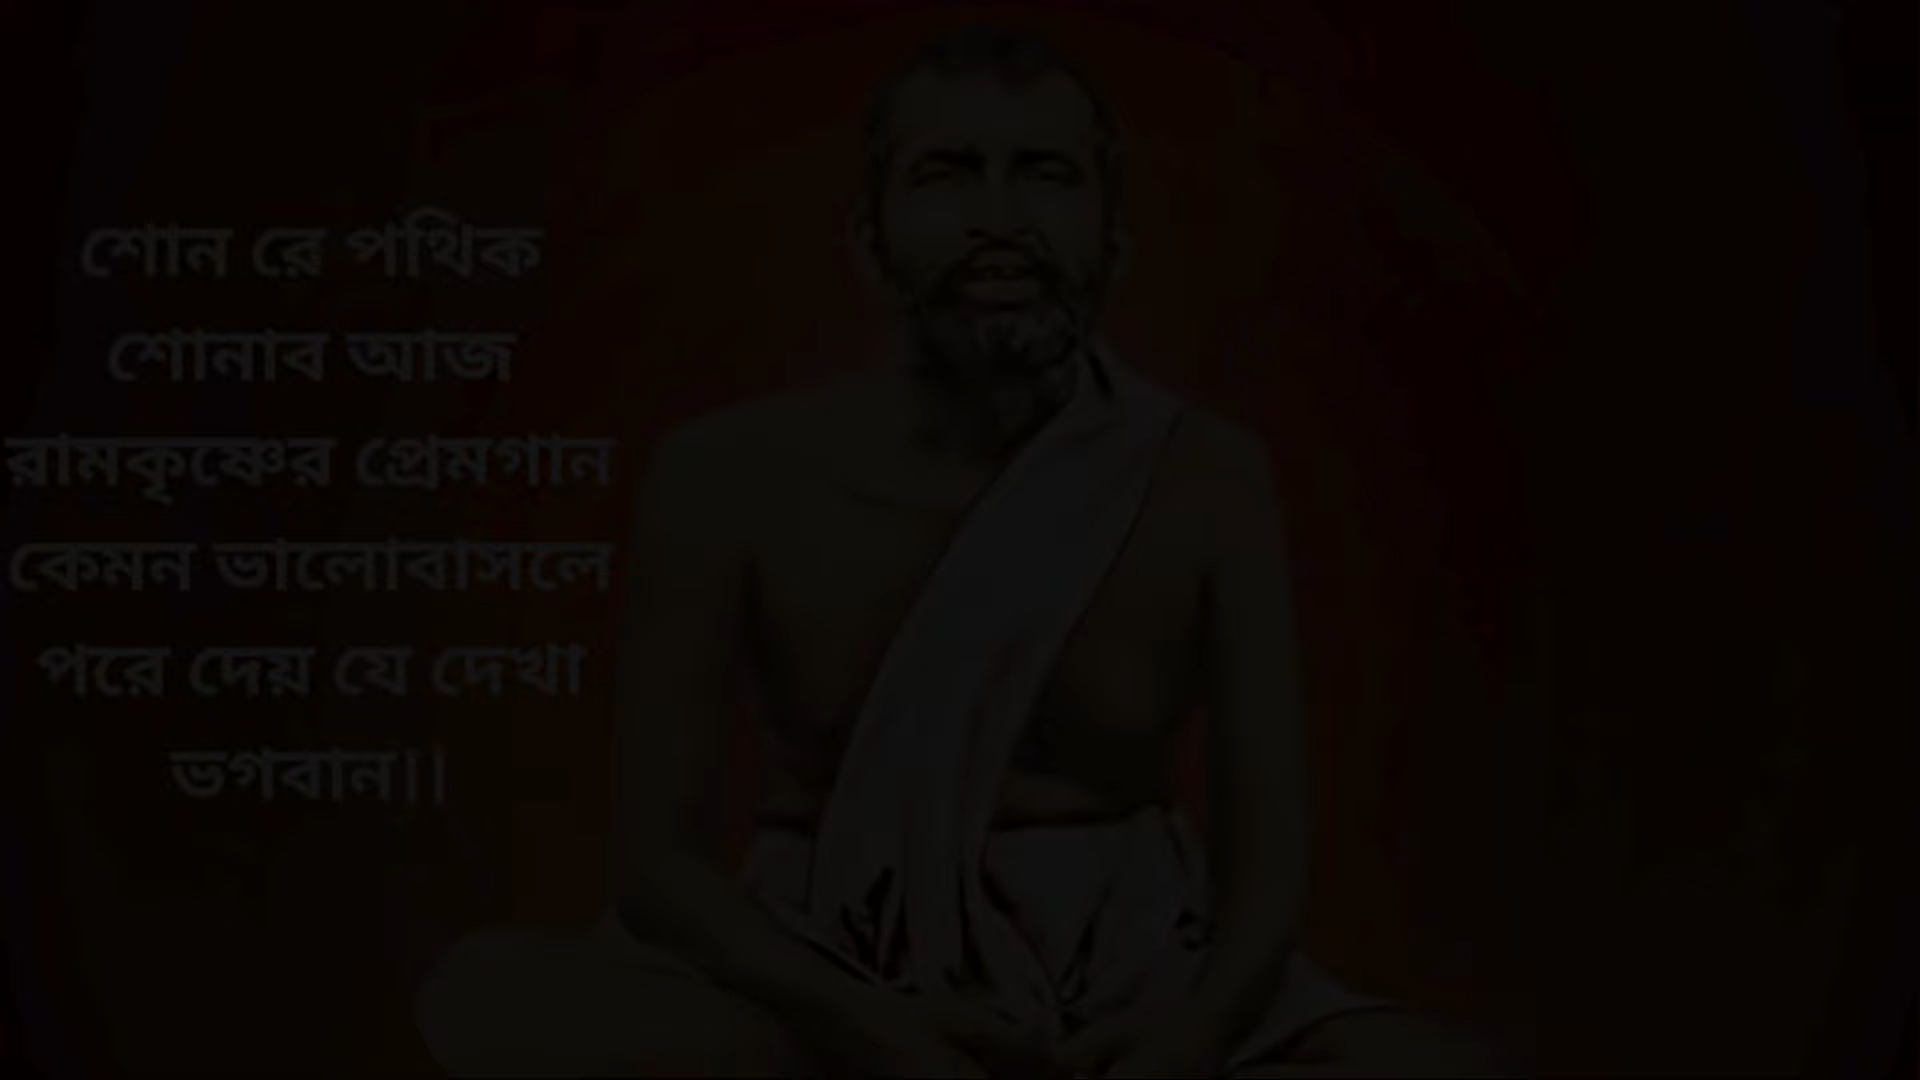 শোন রে পথিক
শোনাব আজ
রামকৃষ্ণের প্রেমগান
কেমন ভালোবাসলে
পরে দেয় যে দেখা
ভগবান।।